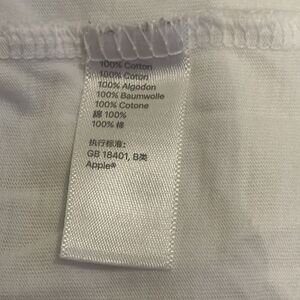 100% Cotton
100% Coton
100% Algodon
100% Baumwolle
100% Cotone
綿 100%
100% 棉
执行标准:
GB 18401, B类
Apple®